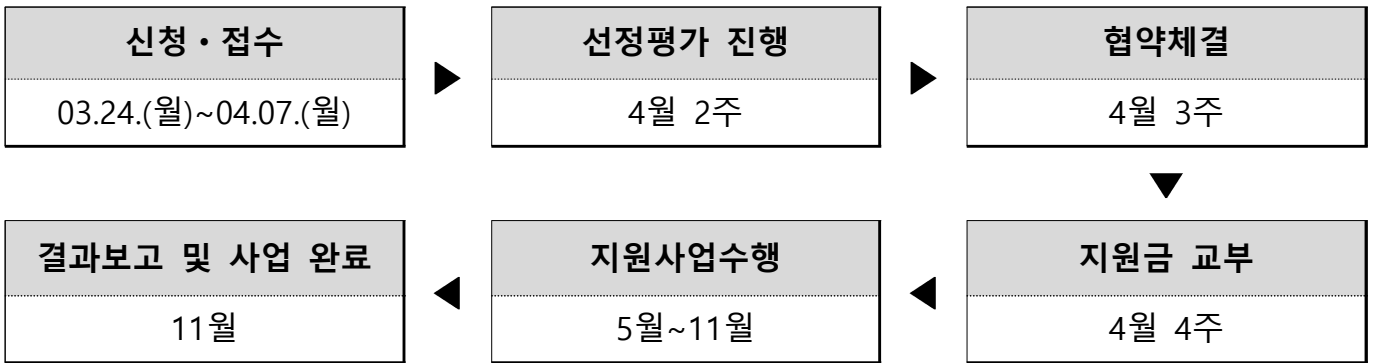 신청・접수
03.24.(월)~04.07.(월)
선정평가 진행
4월 2주
협약체결
4월 3주
지원금 교부
4월 4주
지원사업수행
5월~11월
결과보고 및 사업 완료
11월